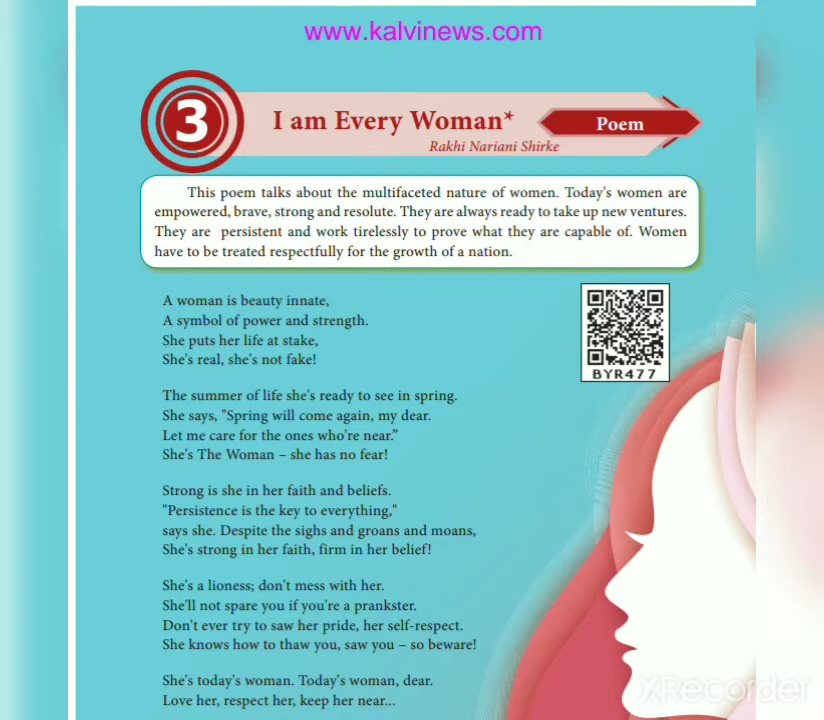 www.kalvinews.com
3
I am Every Woman*
Poem
Rakhi Nariani Shirke
This poem talks about the multifaceted nature of women. Today's women are
empowered, brave, strong and resolute. They are always ready to take up new ventures.
They are persistent and work tirelessly to prove what they are capable of. Women
have to be treated respectfully for the growth of a nation.
A woman is beauty innate,
A symbol of power and strength.
She puts her life at stake,
She's real, she's not fake!
BYR477
The summer of life she's ready to see in spring.
She says, "Spring will come again, my dear.
Let me care for the ones who're near.”
She's The Woman – she has no fear!
Strong is she in her faith and beliefs.
"Persistence is the key to everything,"
says she. Despite the sighs and groans and moans,
She's strong in her faith, firm in her belief!
She's a lioness; don't mess with her.
She'll not spare you if you're a prankster.
Don't ever try to saw her pride, her self-respect.
She knows how to thaw you, saw you – so beware!
She's today's woman. Today's woman, dear.
Love her, respect her, keep her near...
XRecorder